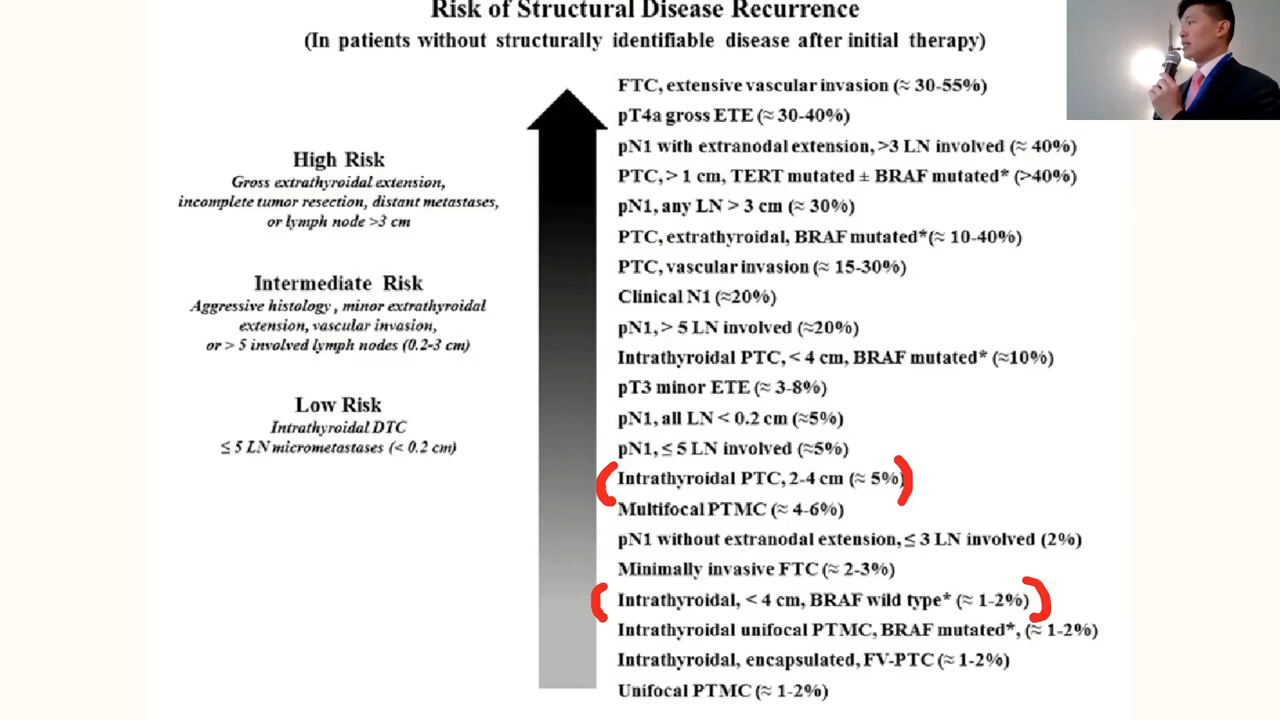 Risk of Structural Disease Recurrence
(In patients without structurally identifiable disease after initial therapy)
High Risk
Gross extrathyroidal extension,
incomplete tumor resection, distant metastases,
or lymph node >3 cm
Intermediate Risk
Aggressive histology , minor extrathyroidal
extension, vascular invasion,
or > 5 involved lymph nodes (0.2-3 cm)
Low Risk
Intrathyroidal DTC
≤ 5 LN micrometastases (< 0.2 cm)
FTC, extensive vascular invasion (≈ 30-55%)
pT4a gross ETE (≈ 30-40%)
pN1 with extranodal extension, >3 LN involved (≈ 40%)
PTC, > 1 cm, TERT mutated ± BRAF mutated* (>40%)
pN1, any LN > 3 cm (≈ 30%)
PTC, extrathyroidal, BRAF mutated*(≈ 10-40%)
PTC, vascular invasion (≈ 15-30%)
Clinical N1 (≈20%)
pN1, > 5 LN involved (≈20%)
Intrathyroidal PTC, < 4 cm, BRAF mutated* (≈10%)
pT3 minor ETE (≈ 3-8%)
pN1, all LN < 0.2 cm (≈5%)
pN1, ≤ 5 LN involved (≈5%)
Intrathyroidal PTC, 2-4 cm (≈ 5%)
Multifocal PTMC (≈ 4-6%)
pN1 without extranodal extension, ≤ 3 LN involved (2%)
Minimally invasive FTC (≈ 2-3%)
Intrathyroidal, < 4 cm, BRAF wild type* (≈ 1-2%)
Intrathyroidal unifocal PTMC, BRAF mutated*, (≈ 1-2%)
Intrathyroidal, encapsulated, FV-PTC (≈ 1-2%)
Unifocal PTMC (≈ 1-2%)